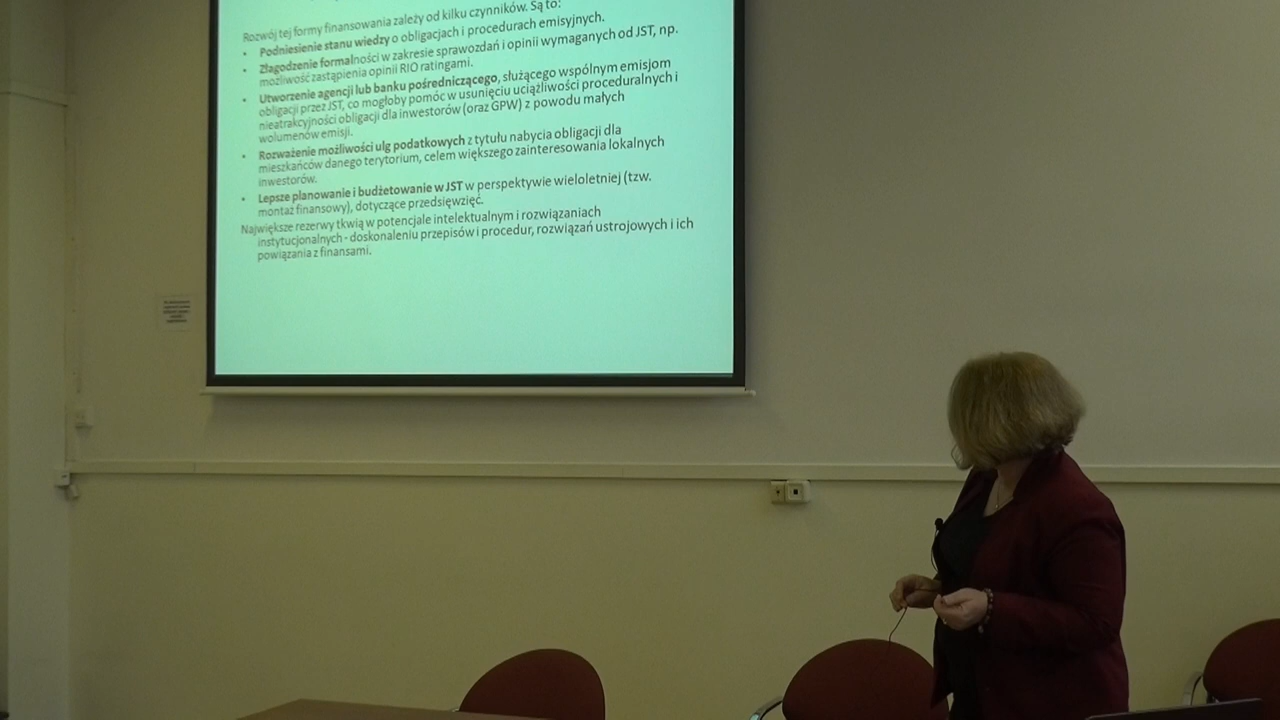 Rozwój tej formy finansowania zależy od kilku czynników. Są to:
• Podniesienie stanu wiedzy o obligacjach i procedurach emisyjnych.
• Złagodzenie formalności w zakresie sprawozdań i opinii wymaganych od JST, np.
możliwość zastąpienia opinii RIO ratingami.
• Utworzenie agencji lub banku pośredniczącego, służącego wspólnym emisjom
obligacji przez JST, co mogłoby pomóc w usunięciu uciążliwości proceduralnych i
nieatrakcyjności obligacji dla inwestorów (oraz GPW) z powodu małych
wolumenów emisji.
• Rozważenie możliwości ulg podatkowych z tytułu nabycia obligacji dla
mieszkańców danego terytorium, celem większego zainteresowania lokalnych
inwestorów.
• Lepsze planowanie i budżetowanie w JST w perspektywie wieloletniej (tzw.
montaż finansowy), dotyczące przedsięwzięć.
Największe rezerwy tkwią w potencjale intelektualnym i rozwiązaniach
instytucjonalnych - doskonaleniu przepisów i procedur, rozwiązań ustrojowych i ich
powiązania z finansami.